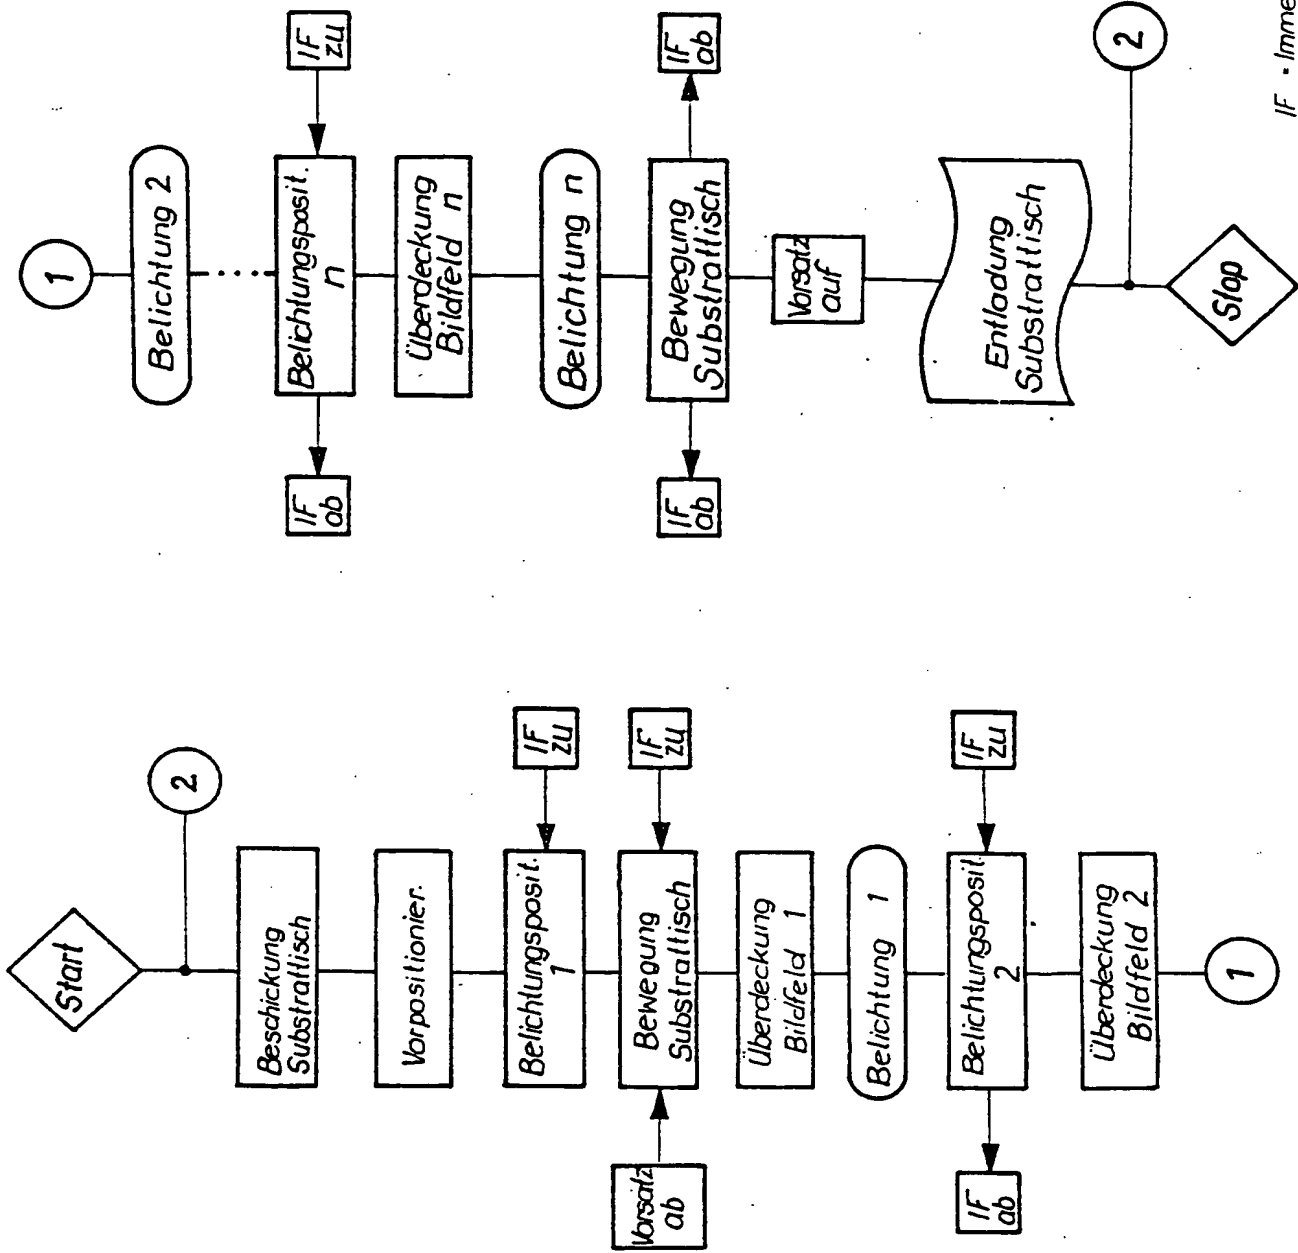 Start
2
Beschickung
Substrattisch
Vorpositionier.
Belichtungsposit.
1
IF
zu
Vorsatz
ab
Bewegung
Substrattisch
IF
zu
Überdeckung
Bildfeld 1
Belichtung 1
IF
ab
Belichtungsposit.
2
IF
zu
Überdeckung
Bildfeld 2
1
1
Belichtung 2
IF
ab
Belichtungsposit.
n
IF
zu
Überdeckung
Bildfeld n
Belichtung n
IF
ab
Bewegung
Substrattisch
IF
ab
Vorsatz
auf
Entladung
Substrattisch
2
Stop
IF